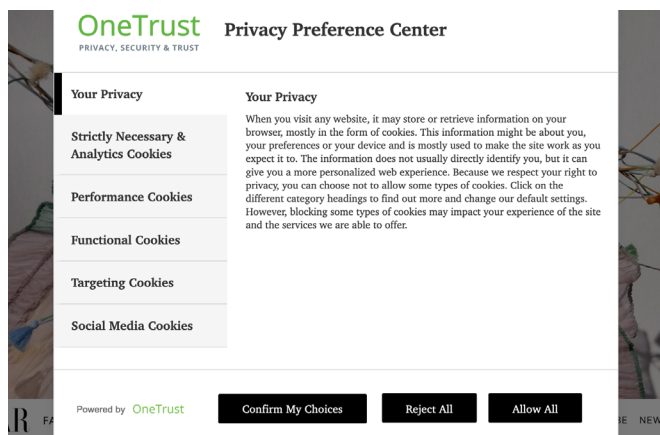 OneTrust
PRIVACY, SECURITY & TRUST
Privacy Preference Center
Your Privacy
Strictly Necessary &
Analytics Cookies
Performance Cookies
Functional Cookies
Targeting Cookies
Social Media Cookies
Your Privacy
When you visit any website, it may store or retrieve information on your
browser, mostly in the form of cookies. This information might be about you,
your preferences or your device and is mostly used to make the site work as you
expect it to. The information does not usually directly identify you, but it can
give you a more personalized web experience. Because we respect your right to
privacy, you can choose not to allow some types of cookies. Click on the
different category headings to find out more and change our default settings.
However, blocking some types of cookies may impact your experience of the site
and the services we are able to offer.
Powered by OneTrust
Confirm My Choices
Reject All
Allow All